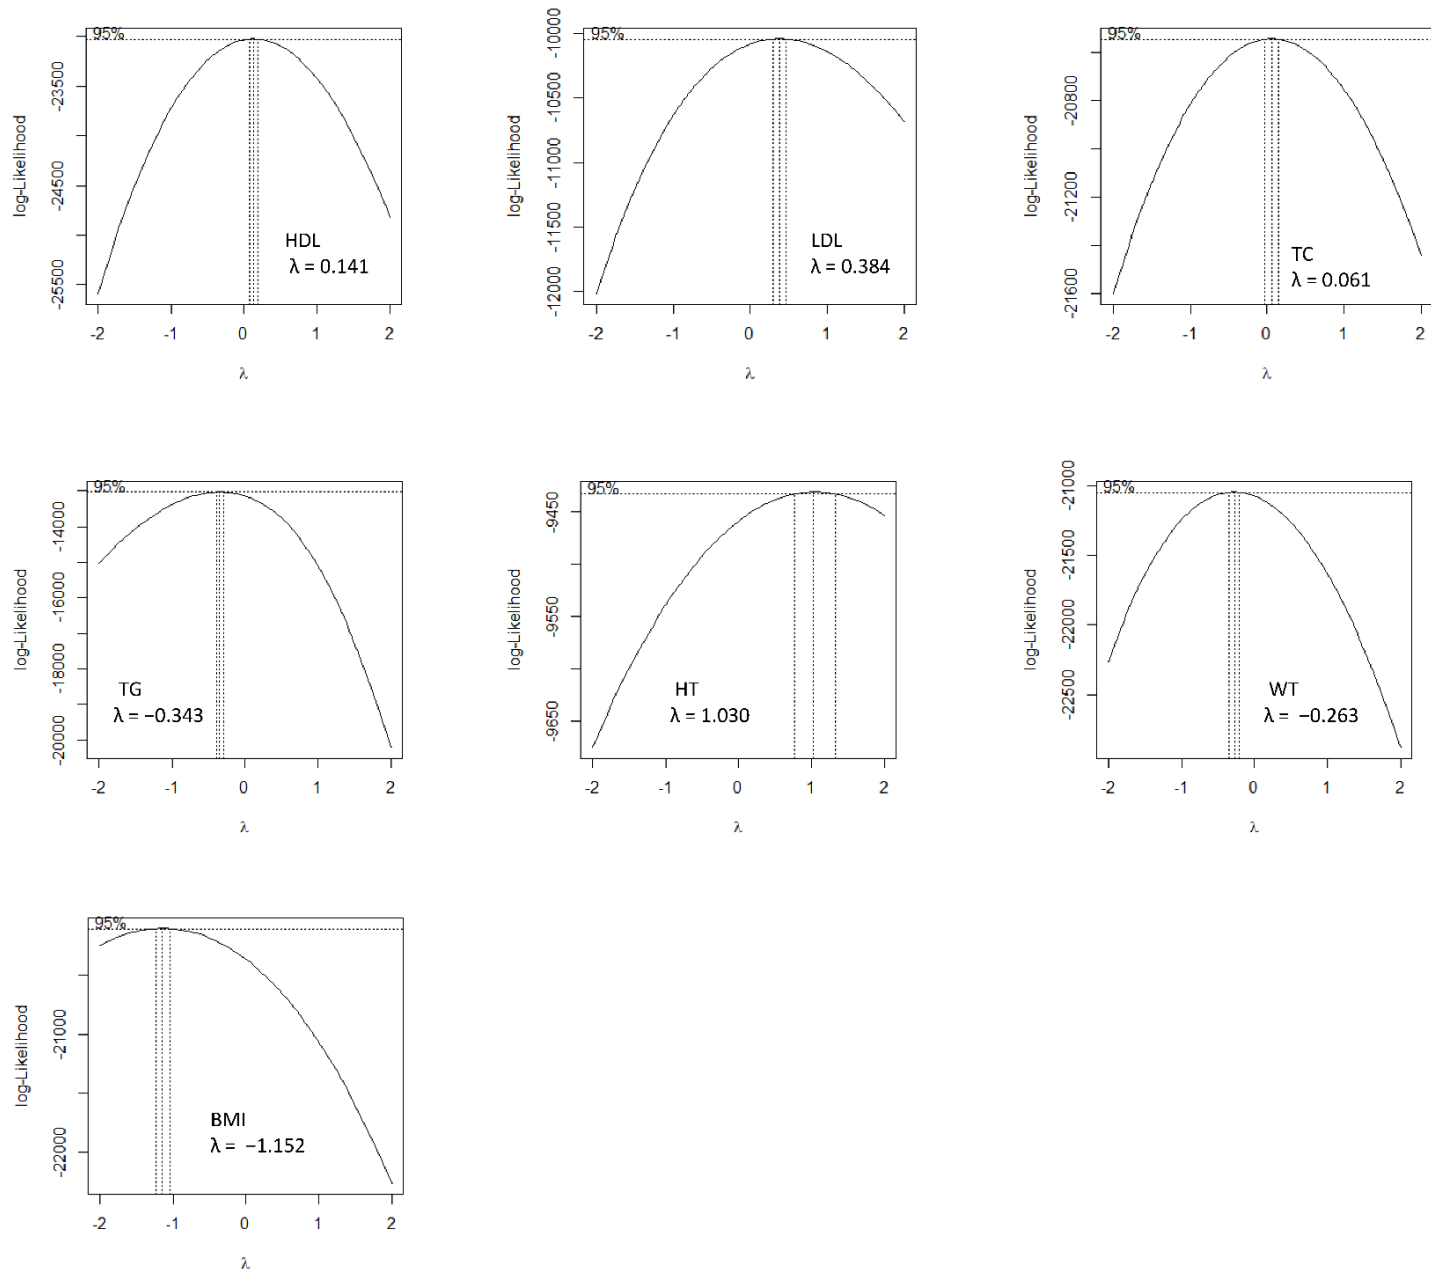 95%
log-Likelihood
-23500
-24500
-25500
HDL
λ = 0.141
-2 -1 0 1 2
λ
95%
log-Likelihood
-10000
-10500
-11000
-11500
-12000
LDL
λ = 0.384
-2 -1 0 1 2
λ
95%
log-Likelihood
-20800
-21200
-21600
TC
λ = 0.061
-2 -1 0 1 2
λ
95%
log-Likelihood
-14000
-16000
-18000
-20000
TG
λ = −0.343
-2 -1 0 1 2
λ
95%
log-Likelihood
-9450
-9550
-9650
HT
λ = 1.030
-2 -1 0 1 2
λ
95%
log-Likelihood
-21000
-21500
-22000
-22500
WT
λ = −0.263
-2 -1 0 1 2
λ
95%
log-Likelihood
-21000
-22000
BMI
λ = −1.152
-2 -1 0 1 2
λ